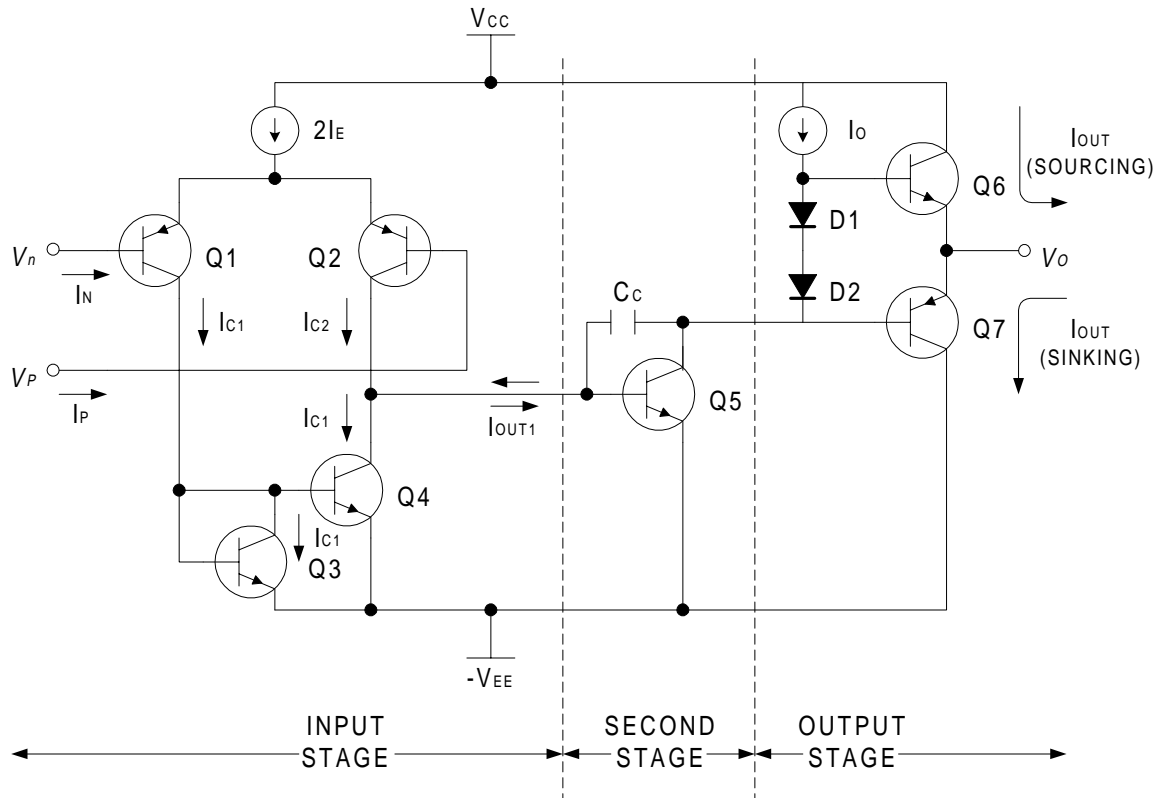 VCC
2IE
IO
IOUT
(SOURCING)
Q6
D1
Vn
Q1
Q2
VO
IN
D2
CC
Q7
IC1
IC2
IOUT
(SINKING)
VP
IP
Q5
IC1
IOUT1
Q4
IC1
Q3
-VEE
INPUT
STAGE
SECOND
STAGE
OUTPUT
STAGE